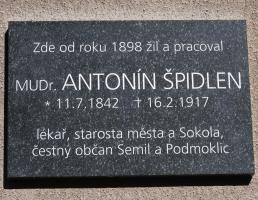 Zde od roku 1898 žil a pracoval
MUDr. ANTONÍN ŠPIDLEN
* 11.7.1842 † 16.2.1917
lékař, starosta města a Sokola,
čestný občan Semil a Podmoklic